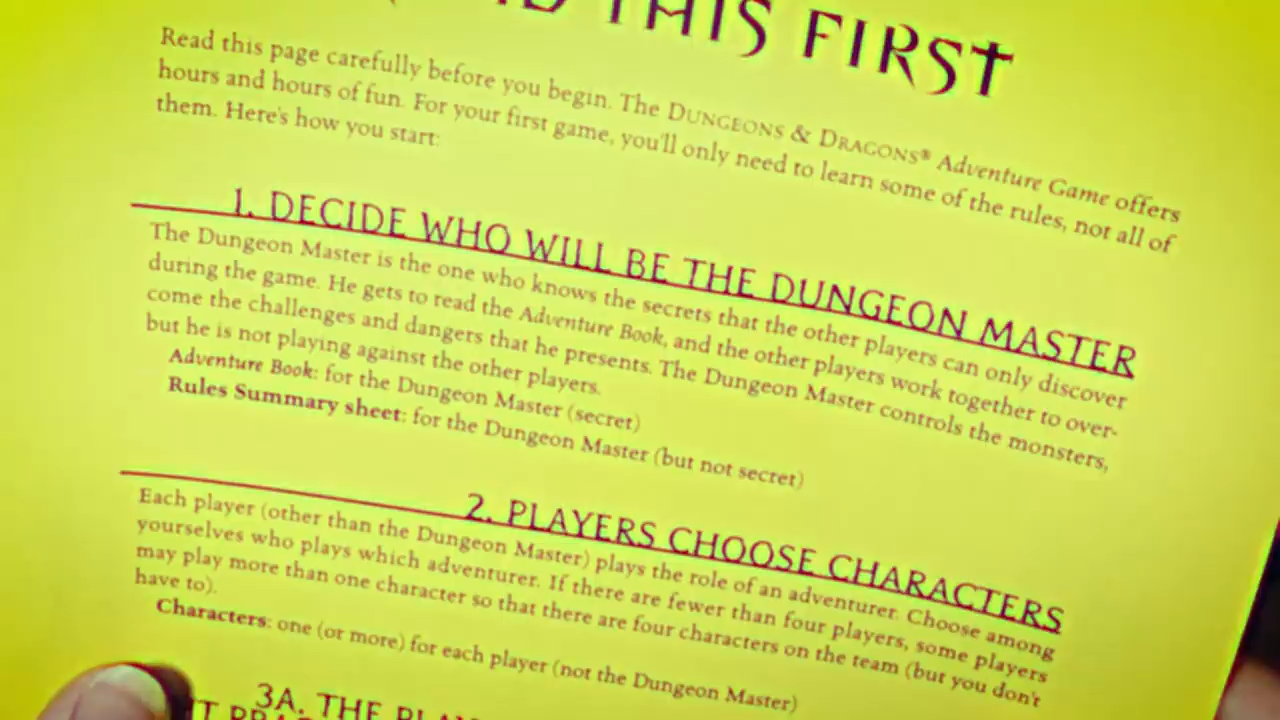 THIS FIRST
Read this page carefully before you begin. The DUNGEONS & DRAGONS® Adventure Game offers
hours and hours of fun. For your first game, you'll only need to learn some of the rules, not all of
them. Here's how you start:
1. DECIDE WHO WILL BE THE DUNGEON MASTER
The Dungeon Master is the one who knows the secrets that the other players can only discover
during the game. He gets to read the Adventure Book, and the other players work together to over-
come the challenges and dangers that he presents. The Dungeon Master controls the monsters,
but he is not playing against the other players.
Adventure Book: for the Dungeon Master (secret)
Rules Summary sheet: for the Dungeon Master (but not secret)
2. PLAYERS CHOOSE CHARACTERS
Each player (other than the Dungeon Master) plays the role of an adventurer. Choose among
yourselves who plays which adventurer. If there are fewer than four players, some players
may play more than one character so that there are four characters on the team (but you don't
have to).
Characters: one (or more) for each player (not the Dungeon Master)
3A. THE